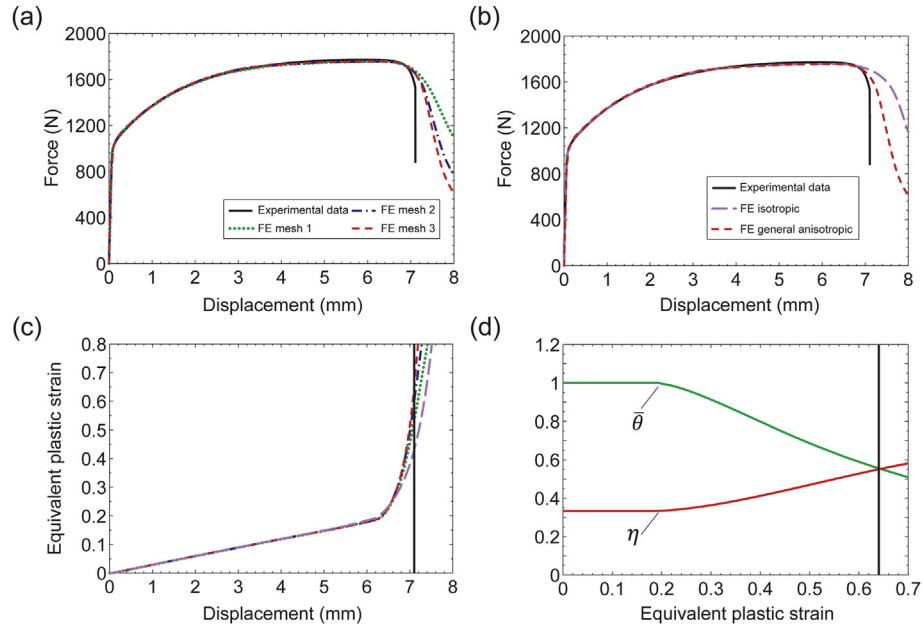 (a)
2000
1600
1200
800
400
0
Force (N)
Experimental data
FE mesh 1
FE mesh 2
FE mesh 3
0 1 2 3 4 5 6 7 8
Displacement (mm)
(b)
2000
1600
1200
800
400
0
Force (N)
Experimental data
FE isotropic
FE general anisotropic
0 1 2 3 4 5 6 7 8
Displacement (mm)
(c)
0.8
0.7
0.6
0.5
0.4
0.3
0.2
0.1
0
Equivalent plastic strain
0 1 2 3 4 5 6 7 8
Displacement (mm)
(d)
1.2
1
0.8
0.6
0.4
0.2
0
θ̄
η
0 0.1 0.2 0.3 0.4 0.5 0.6 0.7
Equivalent plastic strain